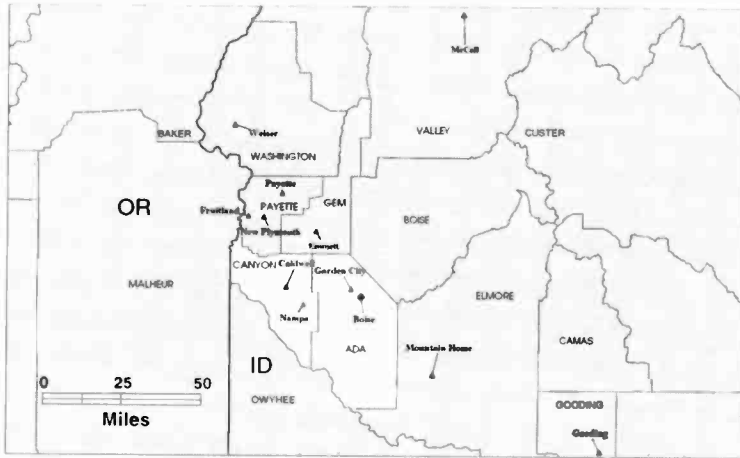 McCall
Weiser
BAKER
VALLEY
CUSTER
WASHINGTON
Payette
OR
PAYETTE
GEM
Fruitland
New Plymouth
BOISE
Emmett
CANYON
Caldwell
Garden City
MALHEUR
ELMORE
Nampa
Boise
CAMAS
ADA
Mountain Home
ID
0 25 50
Miles
OWYHEE
GOODING
Gooding